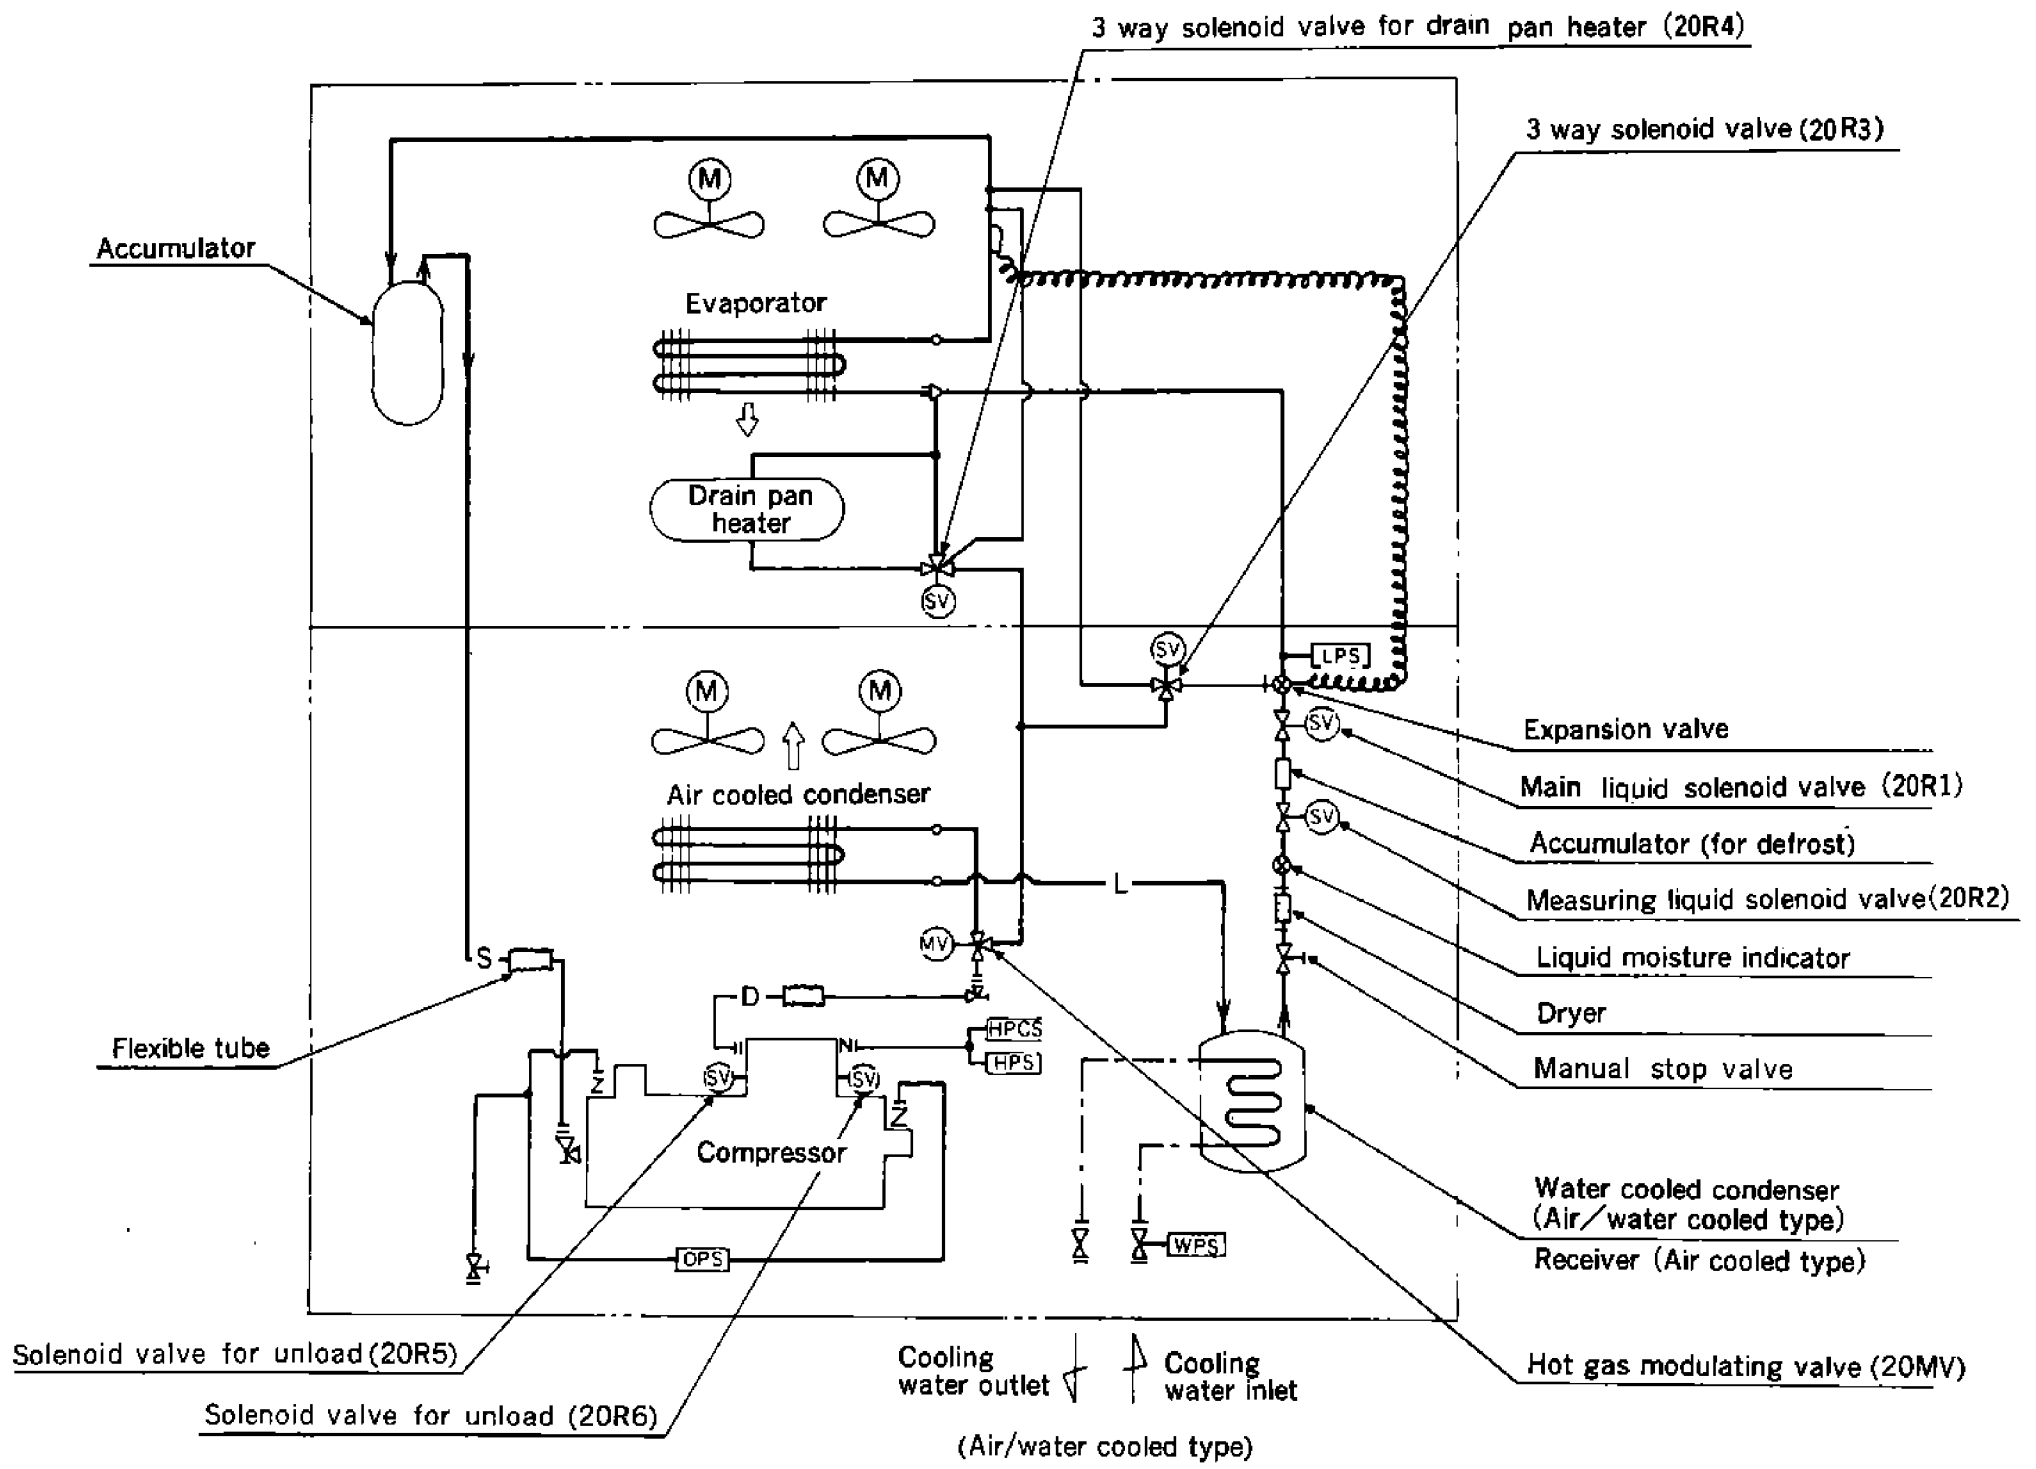 3 way solenoid valve for drain pan heater (20R4)
3 way solenoid valve (20R3)
M
M
Accumulator
Evaporator
Drain pan
heater
SV
SV
LPS
M
M
Expansion valve
SV
Main liquid solenoid valve (20R1)
Air cooled condenser
SV
Accumulator (for defrost)
L
Measuring liquid solenoid valve(20R2)
MV
S
Liquid moisture indicator
D
Dryer
HPCS
Flexible tube
HPS
Manual stop valve
SV
SV
Compressor
Water cooled condenser
(Air/water cooled type)
WPS
OPS
Receiver (Air cooled type)
Solenoid valve for unload (20R5)
Cooling
water outlet
Cooling
water inlet
Hot gas modulating valve (20MV)
Solenoid valve for unload (20R6)
(Air/water cooled type)